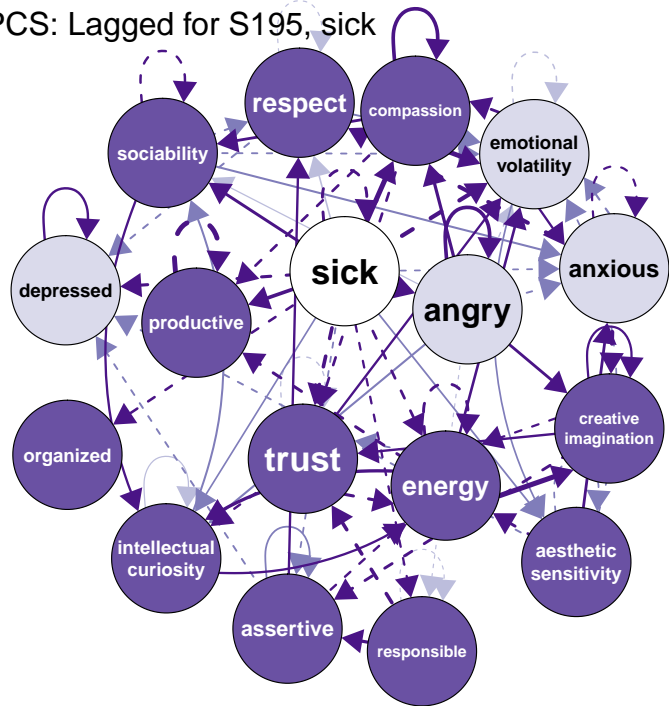 PCS: Lagged for S195, sick
respect
compassion
sociability
emotional
volatility
sick
anxious
depressed
angry
productive
creative
imagination
organized
trust
energy
intellectual
curiosity
aesthetic
sensitivity
assertive
responsible